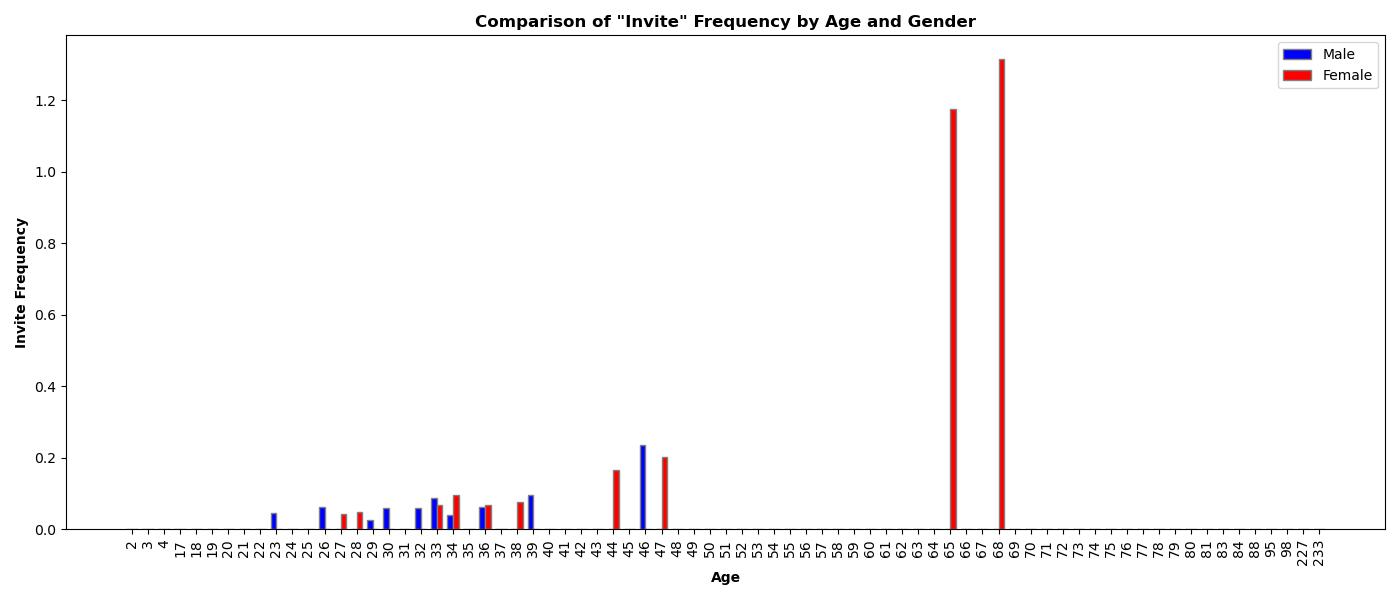 Comparison of "Invite" Frequency by Age and Gender
Male
Female
Invite Frequency
1.2
1.0
0.8
0.6
0.4
0.2
0.0
2 3 4 17 18 19 20 21 22 23 24 25 26 27 28 29 30 31 32 33 34 35 36 37 38 39 40 41 42 43 44 45 46 47 48 49 50 51 52 53 54 55 56 57 58 59 60 61 62 63 64 65 66 67 68 69 70 71 72 73 74 75 76 77 78 79 80 81 83 84 88 95 98 227 233
Age